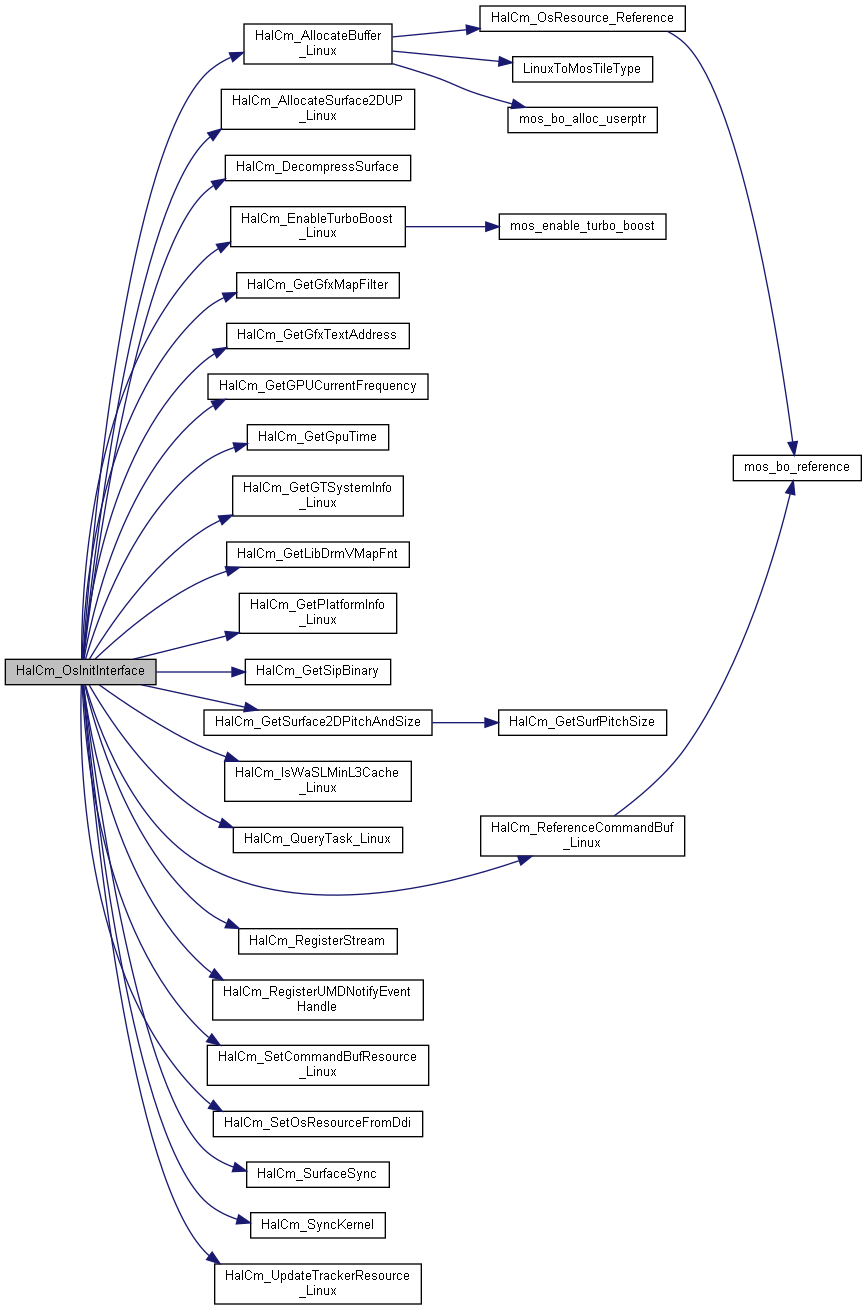 HalCm_OsInitInterface
HalCm_AllocateBuffer
_Linux
HalCm_OsResource_Reference
LinuxToMosTileType
mos_bo_alloc_userptr
HalCm_AllocateSurface2DUP
_Linux
HalCm_DecompressSurface
HalCm_EnableTurboBoost
_Linux
mos_enable_turbo_boost
HalCm_GetGfxMapFilter
HalCm_GetGfxTextAddress
HalCm_GetGPUCurrentFrequency
HalCm_GetGpuTime
mos_bo_reference
HalCm_GetGTSystemInfo
_Linux
HalCm_GetLibDrmVMapFnt
HalCm_GetPlatformInfo
_Linux
HalCm_GetSipBinary
HalCm_GetSurface2DPitchAndSize
HalCm_GetSurfPitchSize
HalCm_IsWaSLMinL3Cache
_Linux
HalCm_QueryTask_Linux
HalCm_ReferenceCommandBuf
_Linux
HalCm_RegisterStream
HalCm_RegisterUMDNotifyEvent
Handle
HalCm_SetCommandBufResource
_Linux
HalCm_SetOsResourceFromDdi
HalCm_SurfaceSync
HalCm_SyncKernel
HalCm_UpdateTrackerResource
_Linux